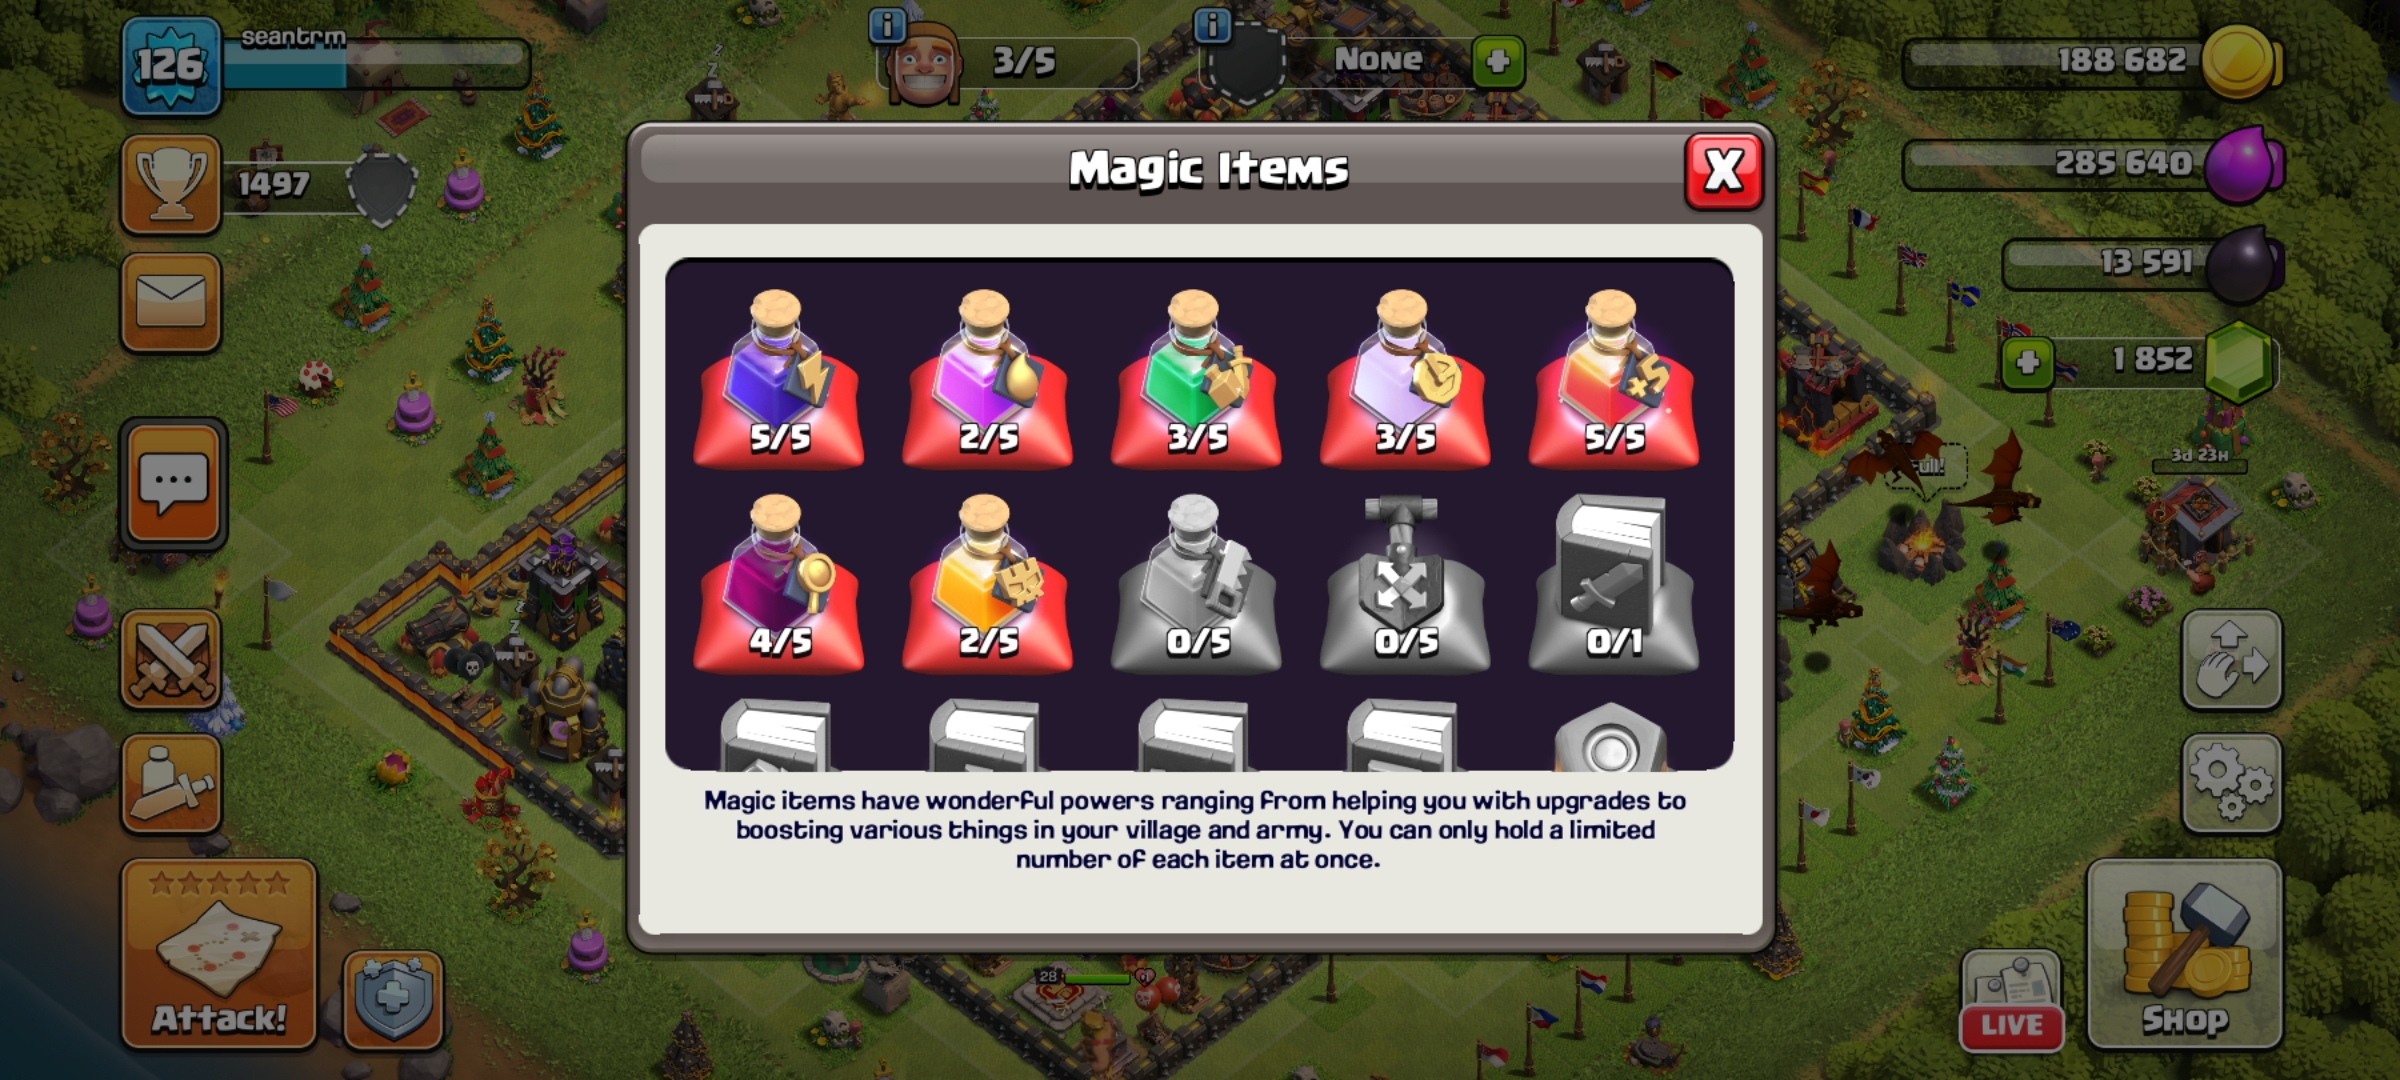 126
seantrm
3/5
None
188 682
Magic Items
X
1497
285 640
13 591
1 852
5/5
2/5
3/5
3/5
x5
5/5
3d 23h
4/5
2/5
0/5
0/5
0/1
Magic items have wonderful powers ranging from helping you with upgrades to
boosting various things in your village and army. You can only hold a limited
number of each item at once.
28
Attack!
LIVE
Shop